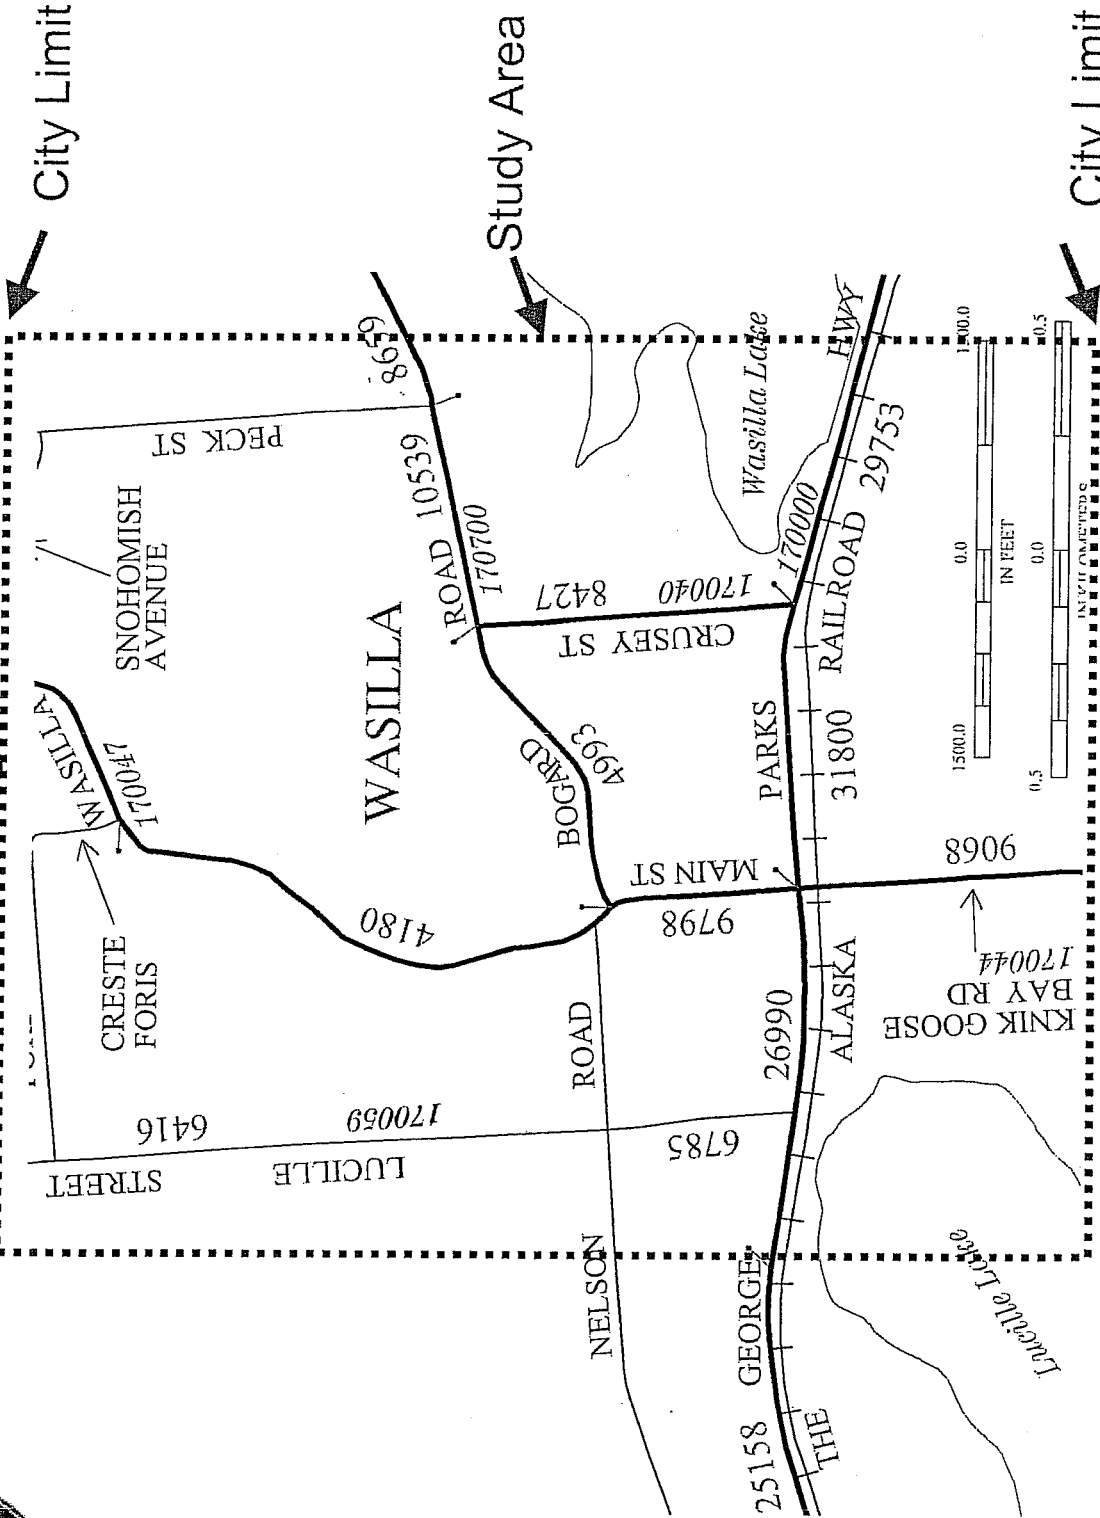 City Limit
Study Area
City Limit
8659
PECK ST
10539
ROAD
170700
SNOHOMISH
AVENUE
WASILLA
170047
WASILLA
Wasilla Lake
HWY
29753
170000
RAILROAD
8427
170040
CRUSEY ST
BOGARD
4993
PARKS
31800
1500.0
0.0
1500.0
IN FEET
0.5
0.0
0.5
IN KILOMETERS
MAIN ST
9798
9068
4180
CRESTE
FORIS
ROAD
26990
ALASKA
KNIK GOOSE
BAY RD
170044
6416
170059
LUCILLE
STREET
6785
NELSON
GEORGE
Lucille Lake
25158
THE